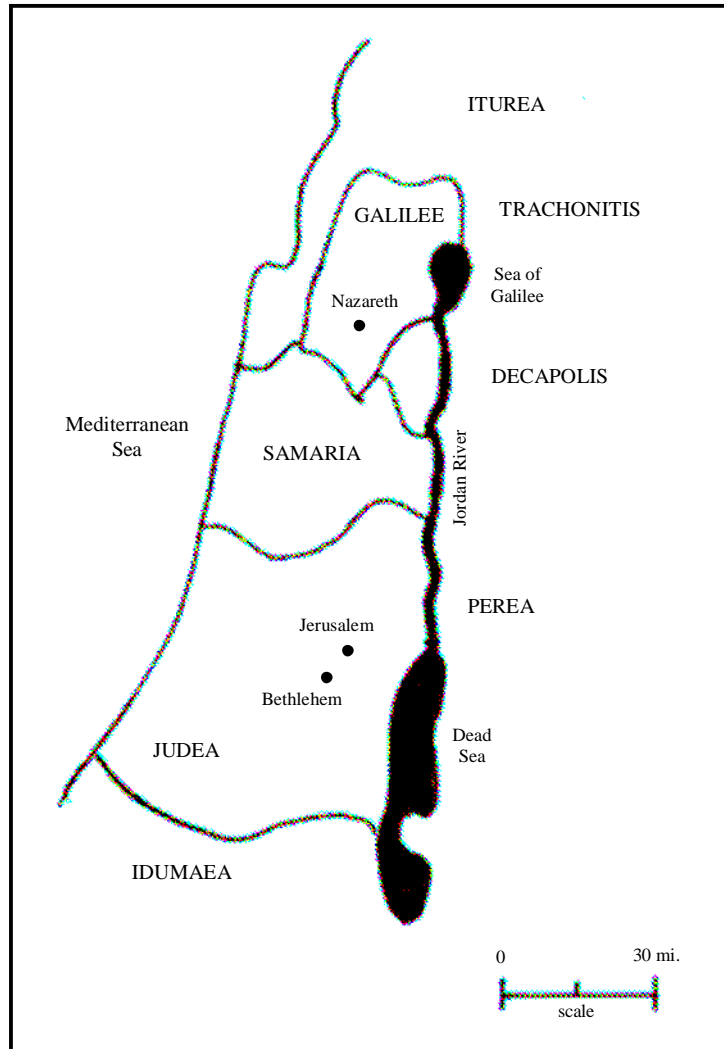 ITUREA
GALILEE
TRACHONITIS
Sea of
Galilee
Nazareth
DECAPOLIS
Mediterranean
Sea
SAMARIA
Jordan River
PEREA
Jerusalem
Bethlehem
JUDEA
Dead
Sea
IDUMAEA
0 30 mi.
scale